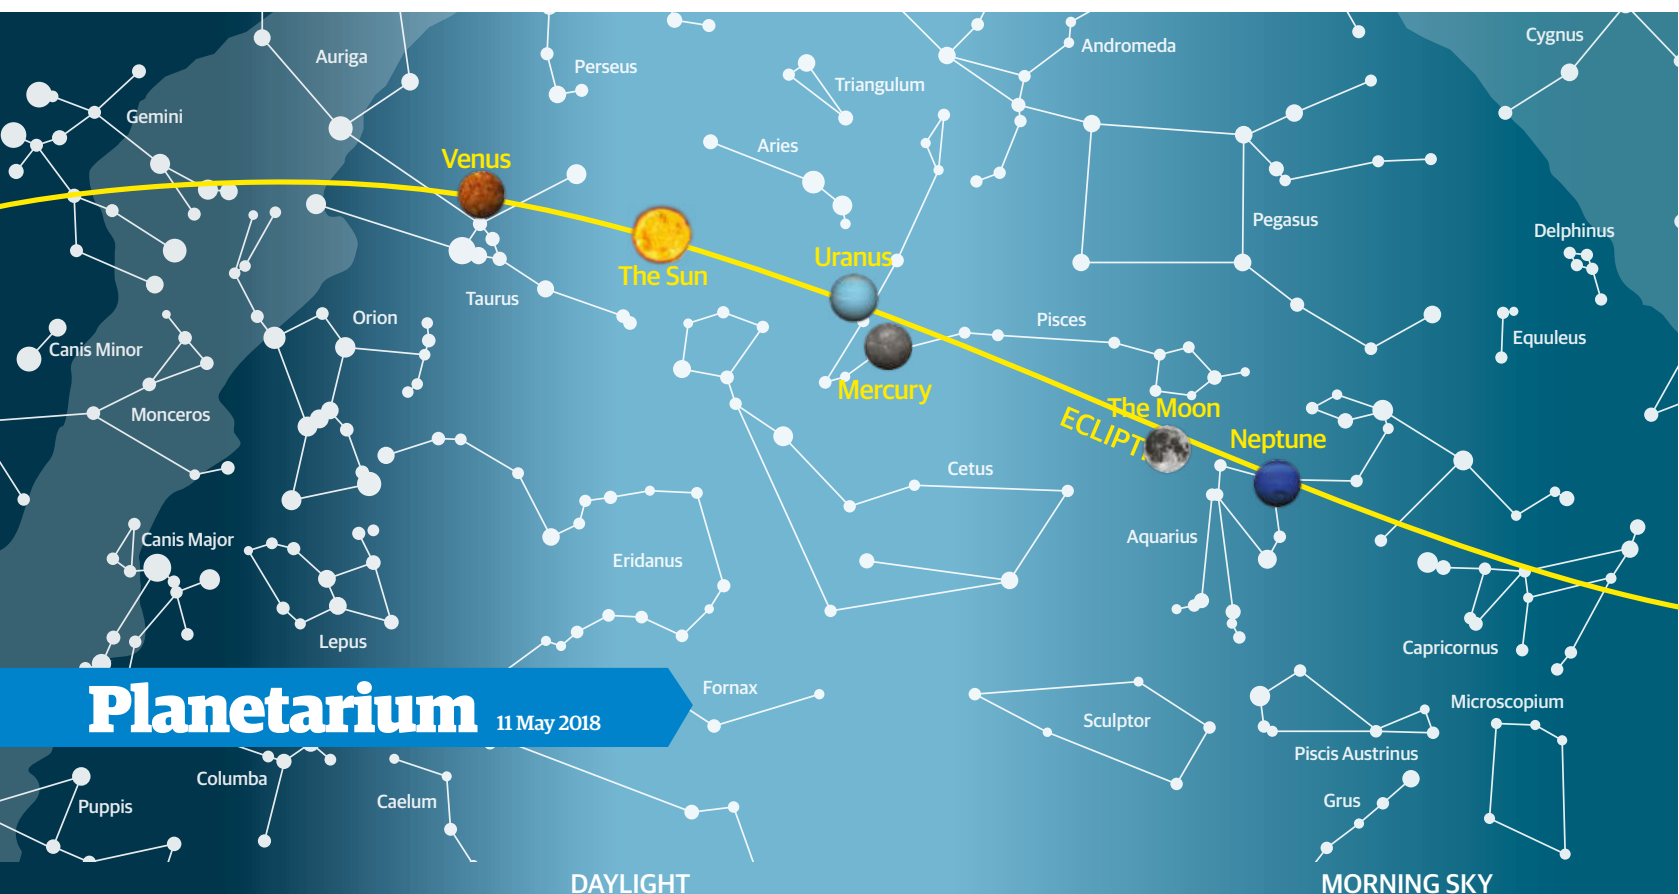 Cygnus
Andromeda
Auriga
Perseus
Triangulum
Gemini
Aries
Venus
Pegasus
Delphinus
Uranus
The Sun
Taurus
Orion
Pisces
Equuleus
Canis Minor
Mercury
The Moon
Monceros
ECLIPT
Neptune
Cetus
Aquarius
Canis Major
Eridanus
Lepus
Capricornus
Fornax
Microscopium
Planetarium 11 May 2018
Sculptor
Piscis Austrinus
Columba
Caelum
Grus
Puppis
DAYLIGHT
MORNING SKY